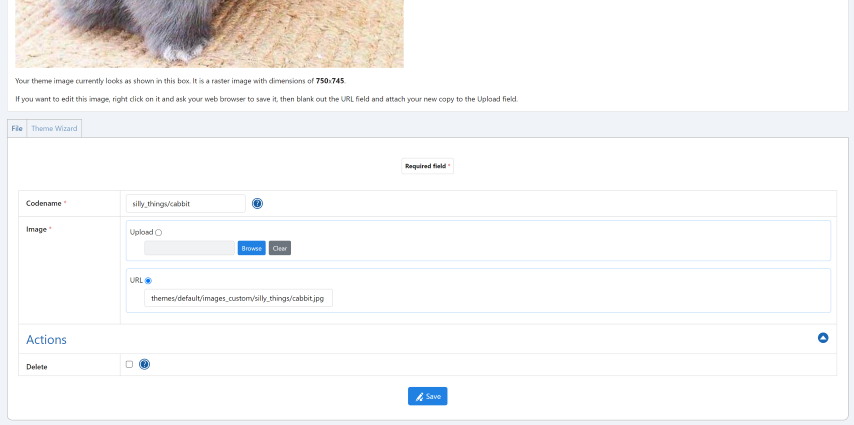 Your theme image currently looks as shown in this box. It is a raster image with dimensions of 750x745.
If you want to edit this image, right click on it and ask your web browser to save it, then blank out the URL field and attach your new copy to the Upload field.
File
Theme Wizard
Required field *
Codename *
silly_things/cabbit
?
Image *
Upload
Browse
Clear
URL
themes/default/images_custom/silly_things/cabbit.jpg
Actions
Delete
?
Save